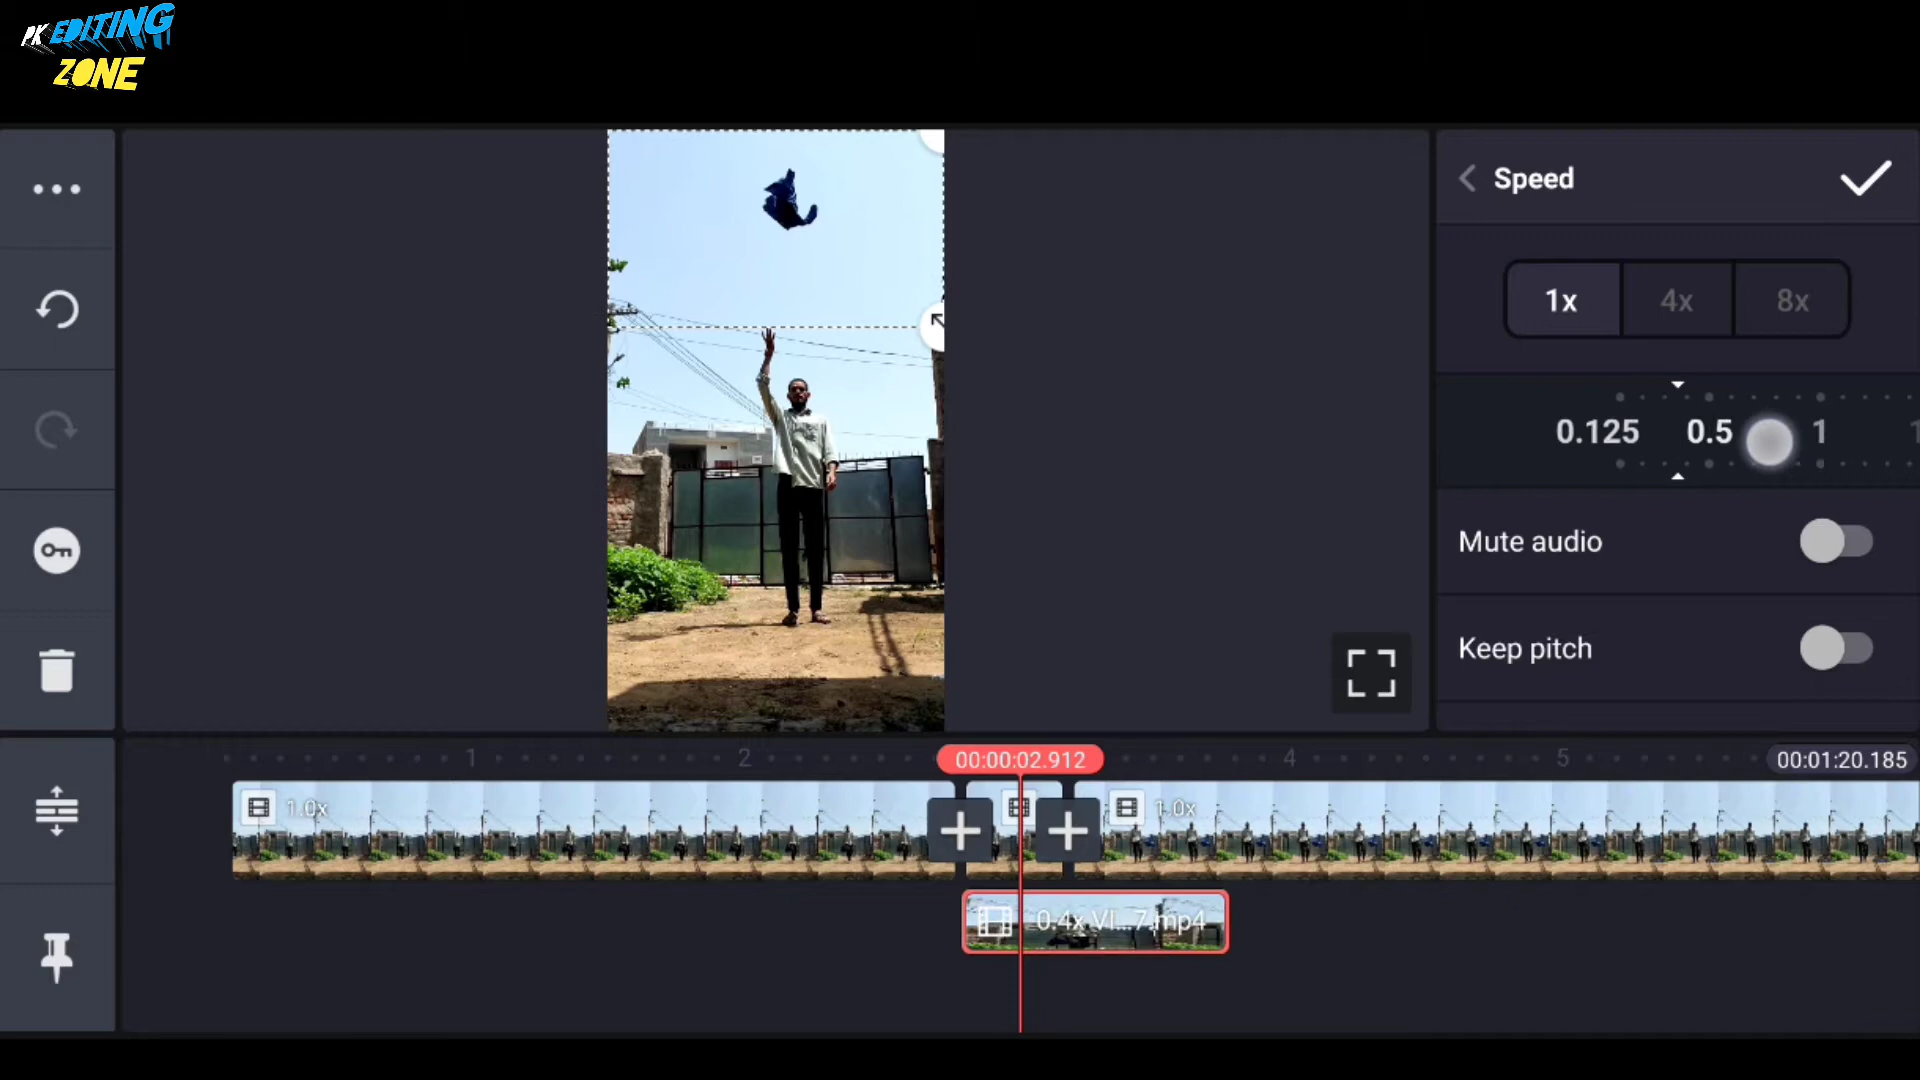 PK EDITING
ZONE
Speed
1x 4x 8x
0.125 0.5 1
Mute audio
Keep pitch
1 2 00:00:02.912 4 5 00:01:20.185
1.0x 1.0x
0.4x VI...7.mp4